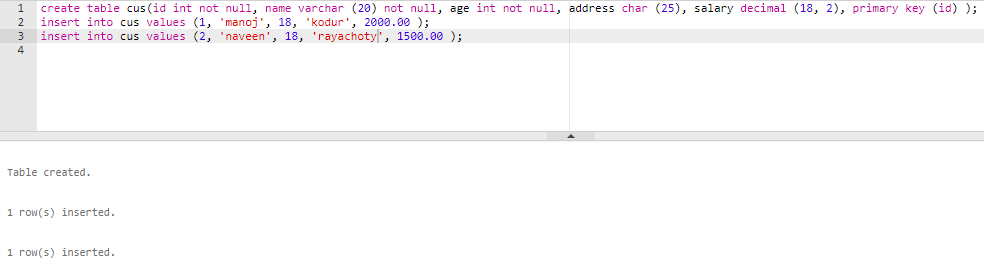 1 create table cus(id int not null, name varchar (20) not null, age int not null, address char (25), salary decimal (18, 2), primary key (id) );
2 insert into cus values (1, 'manoj', 18, 'kodur', 2000.00 );
3 insert into cus values (2, 'naveen', 18, 'rayachoty', 1500.00 );
4
Table created.
1 row(s) inserted.
1 row(s) inserted.